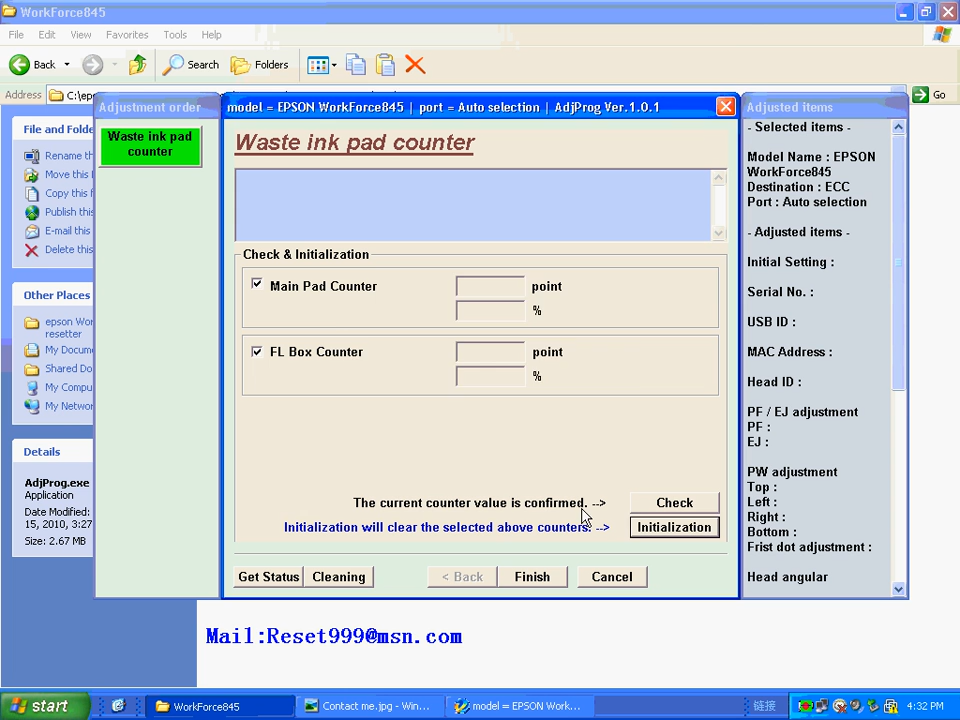 WorkForce845
File Edit View Favorites Tools Help
Back Search Folders
Address C:\ep Go
File and Folde
Rename th
Move this f
Copy this f
Publish this
E-mail this
Delete this
Other Places
epson Wor
resetter
My Docum
Shared Do
My Compu
My Netwo
Details
AdjProg.exe
Application
Date Modified:
15, 2010, 3:27
Size: 2.67 MB
Adjustment order
Waste ink pad
counter
model = EPSON WorkForce845 | port = Auto selection | AdjProg Ver.1.0.1
Waste ink pad counter
Check & Initialization
Main Pad Counter point
%
FL Box Counter point
%
The current counter value is confirmed. --> Check
Initialization will clear the selected above counters. --> Initialization
Get Status Cleaning < Back Finish Cancel
Adjusted items
- Selected items -
Model Name : EPSON
WorkForce845
Destination : ECC
Port : Auto selection
- Adjusted items -
Initial Setting :
Serial No. :
USB ID :
MAC Address :
Head ID :
PF / EJ adjustment
PF :
EJ :
PW adjustment
Top :
Left :
Right :
Bottom :
Frist dot adjustment :
Head angular
Mail:Reset999@msn.com
start WorkForce845 Contact me.jpg - Win... model = EPSON Work... 链接 4:32 PM